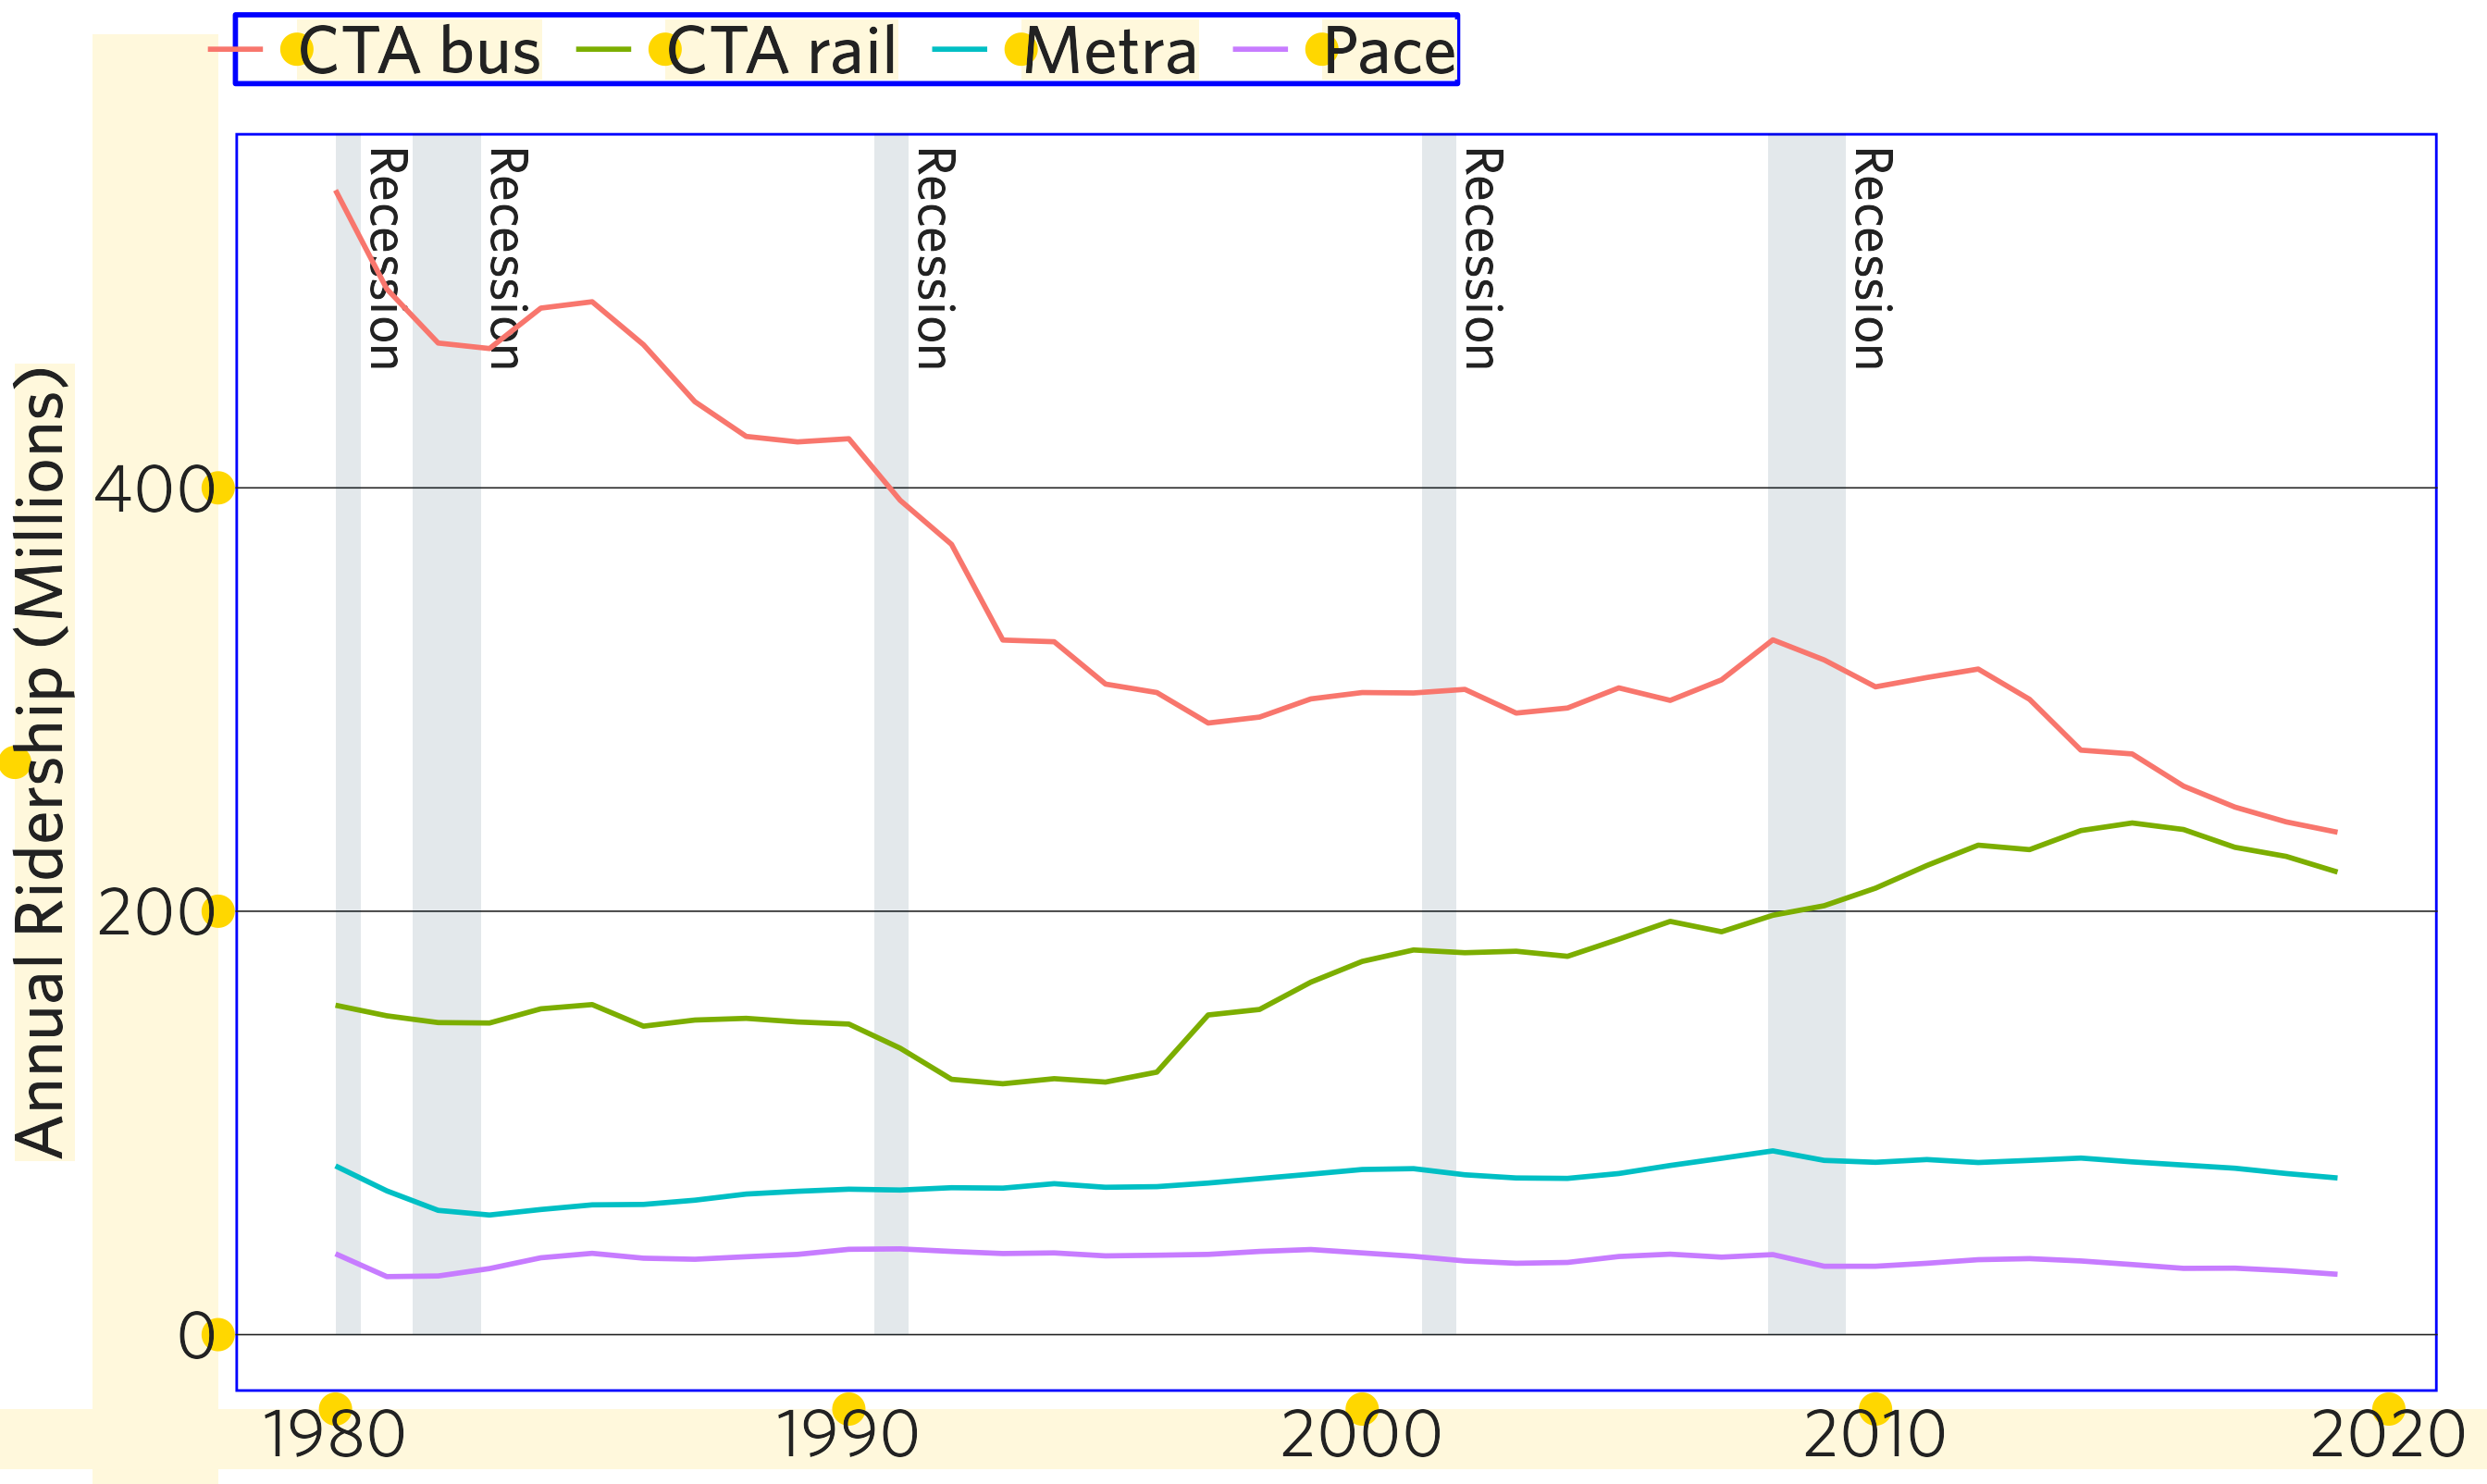 CTA bus CTA rail Metra Pace
Annual Ridership (Millions)
Recession
Recession
Recession
Recession
Recession
400
200
0
1980 1990 2000 2010 2020